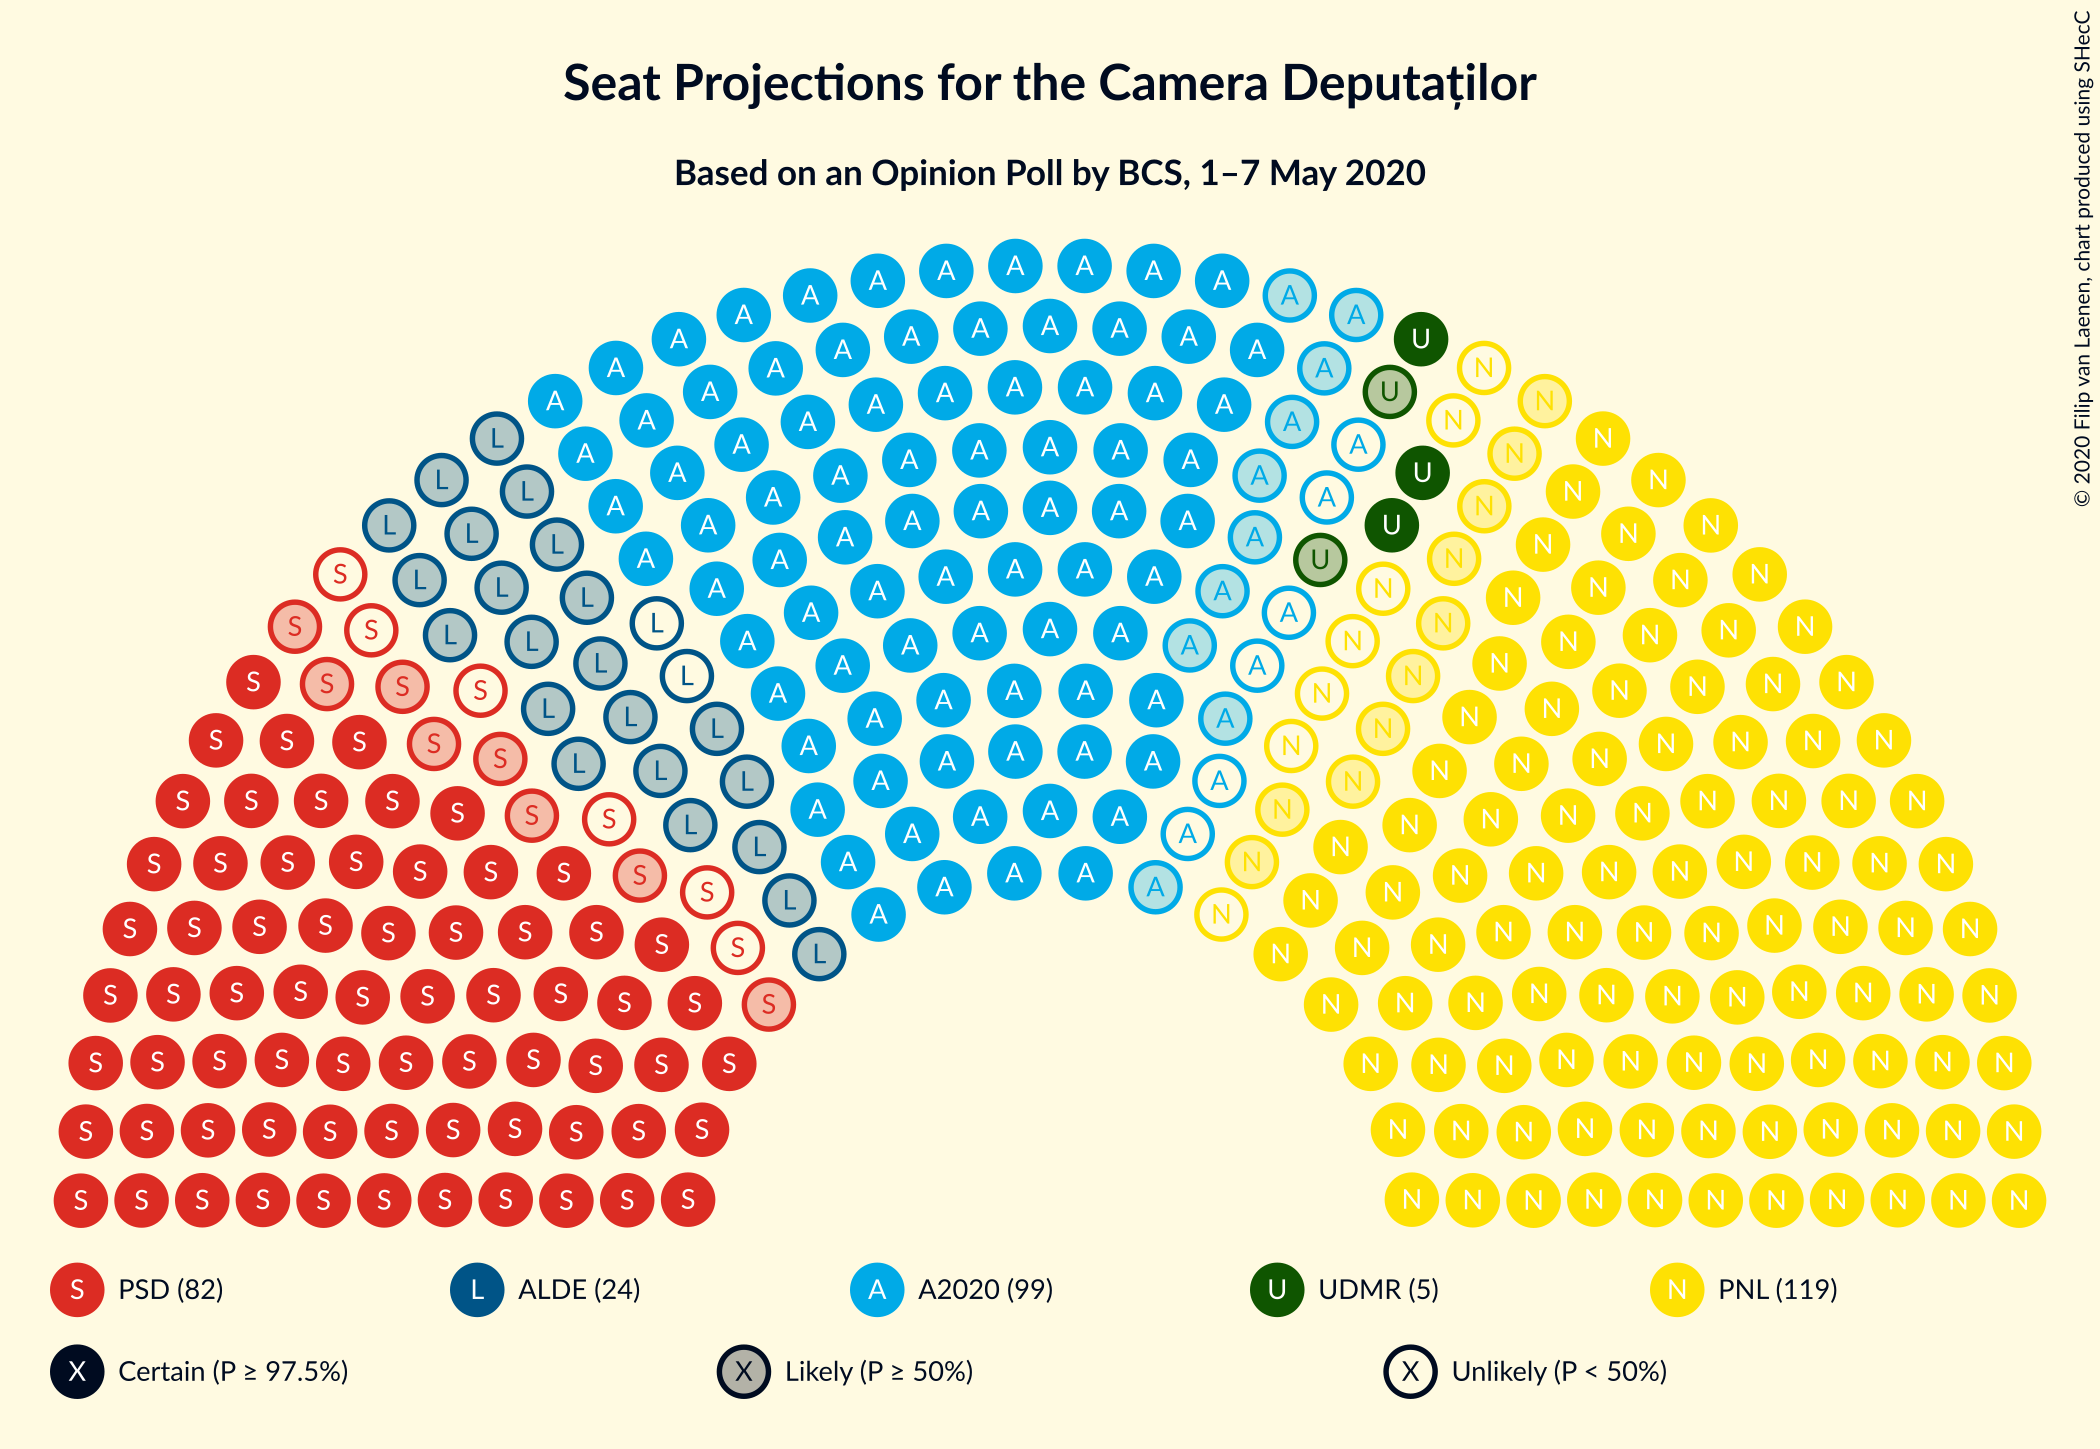 Seat Projections for the Camera Deputaților
Based on an Opinion Poll by BCS, 1–7 May 2020
© 2020 Filip van Laenen, chart produced using SHecC
S PSD (82)
L ALDE (24)
A A2020 (99)
U UDMR (5)
N PNL (119)
X Certain (P ≥ 97.5%)
X Likely (P ≥ 50%)
X Unlikely (P < 50%)